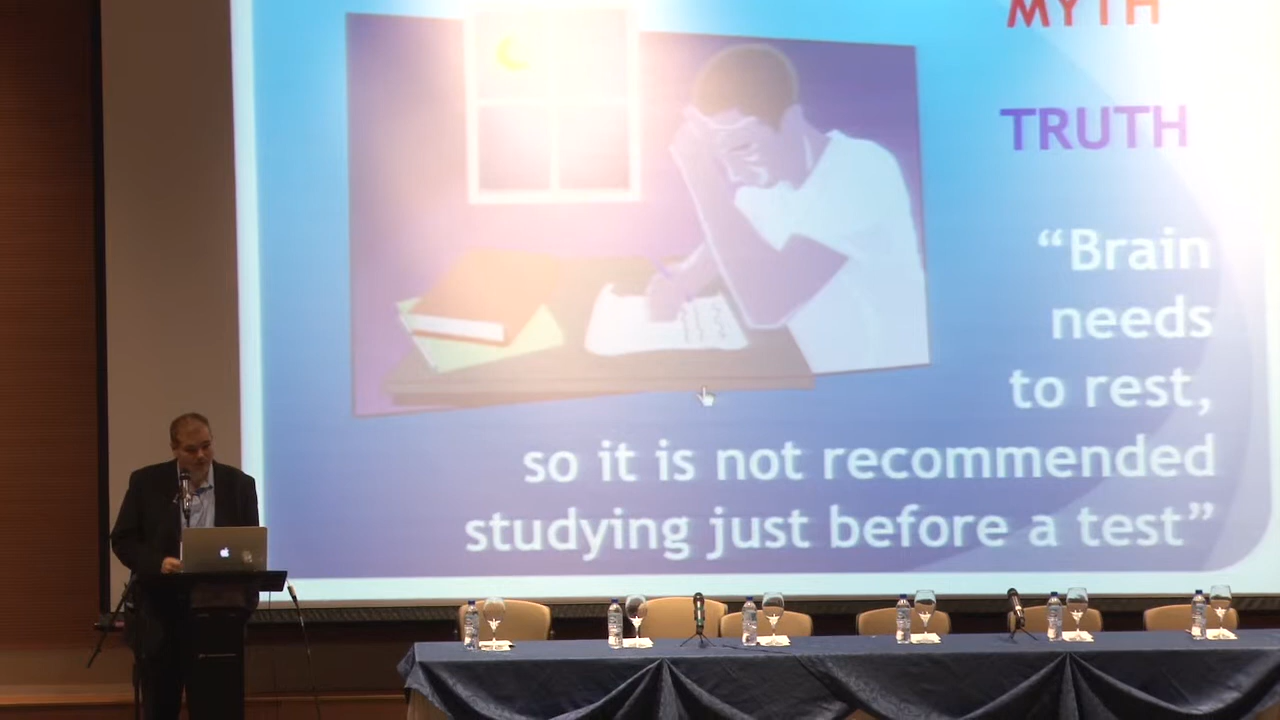 MYTH
TRUTH
“Brain
needs
to rest,
so it is not recommended
studying just before a test”